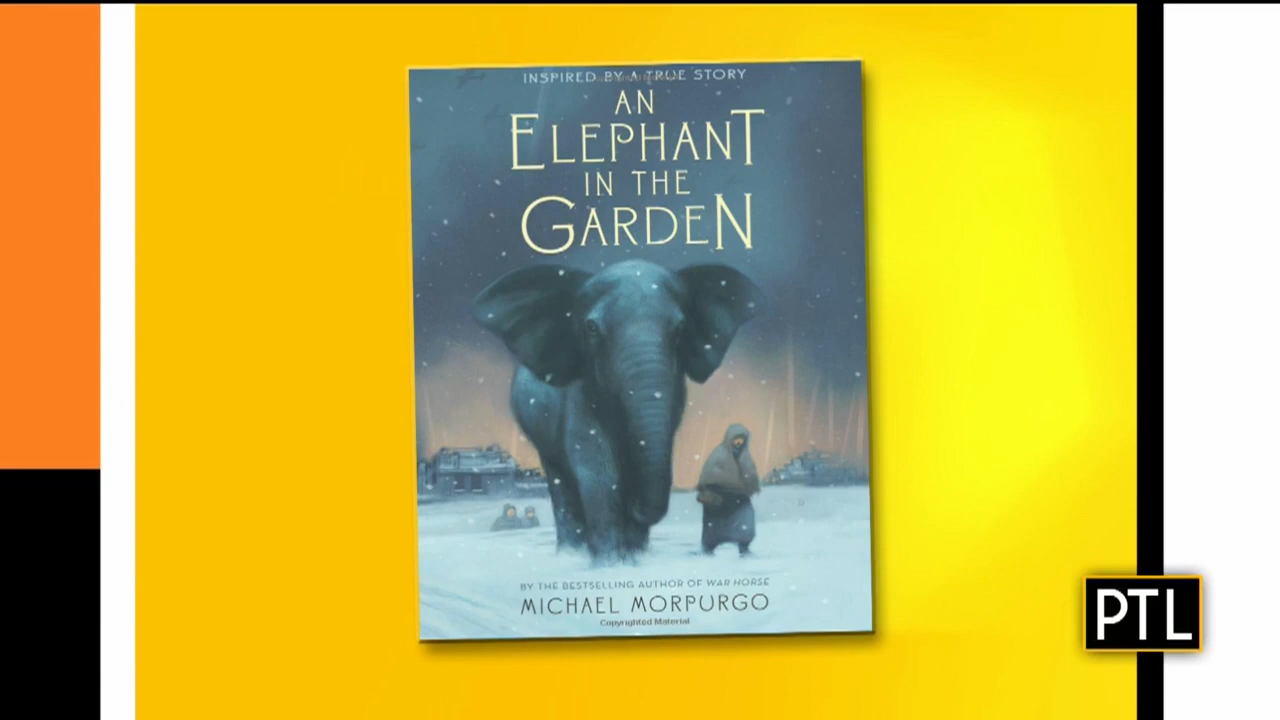 INSPIRED BY A TRUE STORY
AN
ELEPHANT
IN THE
GARDEN
BY THE BESTSELLING AUTHOR OF WAR HORSE
MICHAEL MORPURGO
Copyrighted Material
PTL